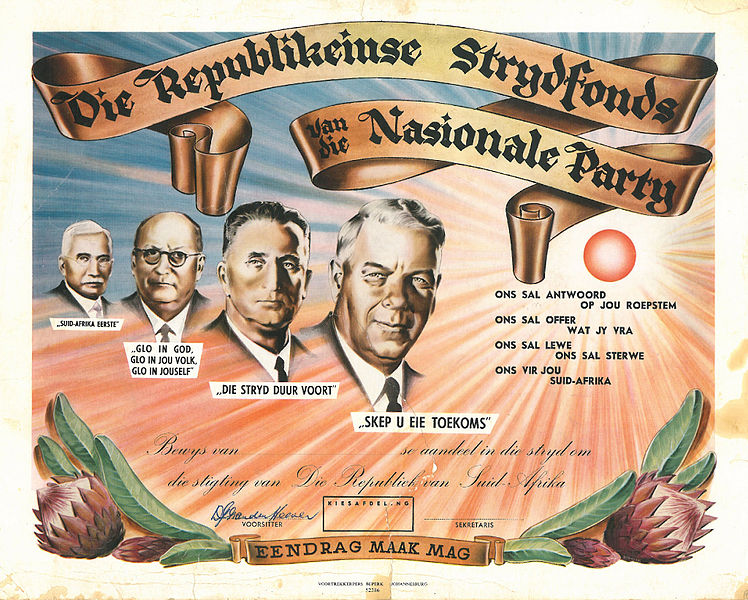 Die Republikeinse Strydfonds
van die Nasionale Party
ONS SAL ANTWOORD
OP JOU ROEPSTEM
ONS SAL OFFER
WAT JY VRA
ONS SAL LEWE
ONS SAL STERWE
ONS VIR JOU
SUID-AFRIKA
„SUID-AFRIKA EERSTE"
„GLO IN GOD,
GLO IN JOU VOLK,
GLO IN JOUSELF"
„DIE STRYD DUUR VOORT"
„SKEP U EIE TOEKOMS"
Bewys van se aandeel in die stryd om
die stigting van Die Republiek van Suid-Afrika
KIESAFDELING
VOORSITTER
SEKRETARIS
EENDRAG MAAK MAG
VOORTREKKERPERS BEPERK JOHANNESBURG